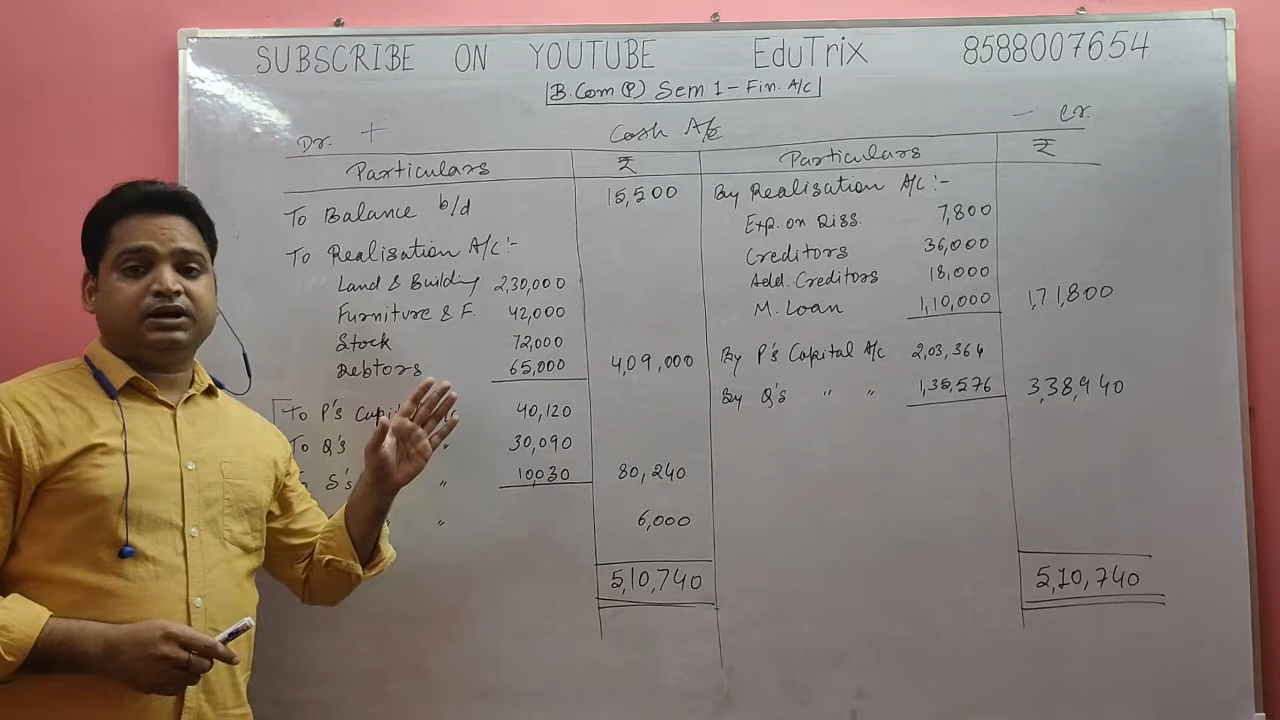 SUBSCRIBE ON YOUTUBE EduTrix 8588007654
B.Com (P) Sem 1 - Fin. A/c
Dr. + Cash A/c - Cr.
Particulars ₹ Particulars ₹
To Balance b/d 15,500
To Realisation A/c :-
Land & Building 2,30,000
Furniture & F. 42,000
Stock 72,000
Debtors 65,000 4,09,000
To P's 40,120
To Q's " 30,090
S's " 10030 80,240
" 6,000
5,10,740
By Realisation A/c :-
Exp. on Diss. 7,800
Creditors 36,000
Add. Creditors 18,000
M. Loan 1,10,000 1,71,800
By P's Capital A/c 2,03,364
By Q's " " 1,35,576 3,38,940
5,10,740